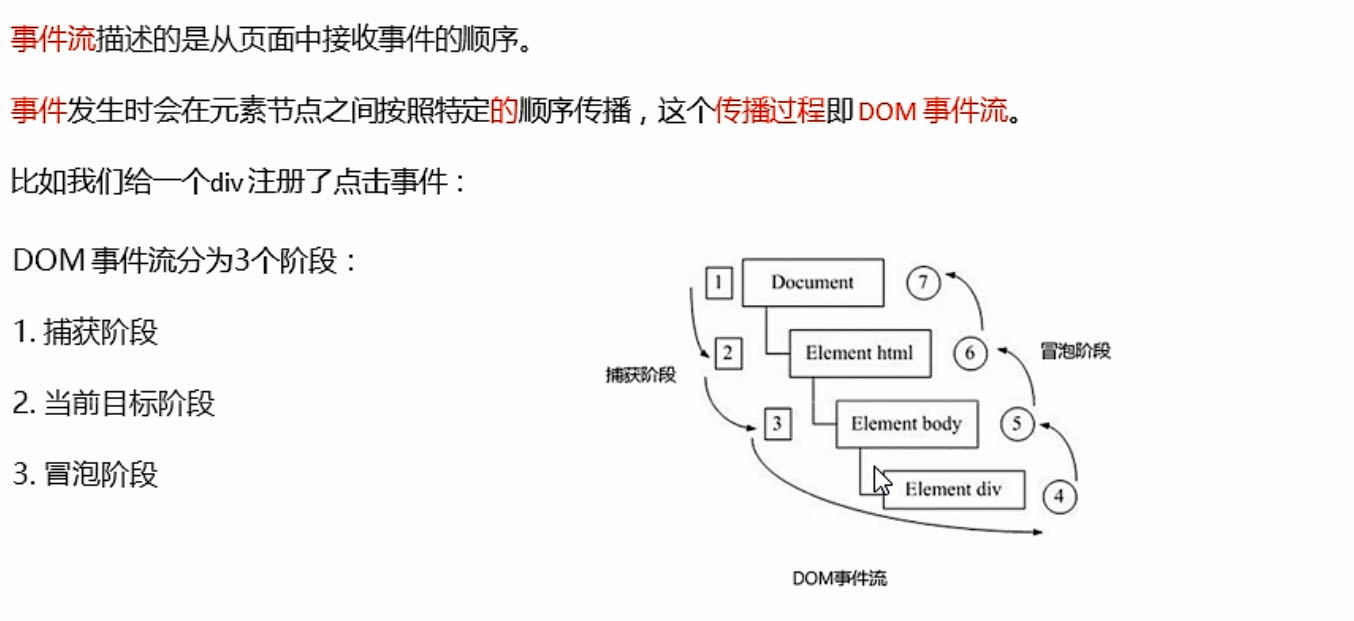 事件流描述的是从页面中接收事件的顺序。
事件发生时会在元素节点之间按照特定的顺序传播，这个传播过程即 DOM 事件流。
比如我们给一个div 注册了点击事件：
DOM 事件流分为3个阶段：
1. 捕获阶段
2. 当前目标阶段
3. 冒泡阶段
1 Document 7
2 Element html 6
冒泡阶段
捕获阶段
3 Element body 5
Element div 4
DOM事件流